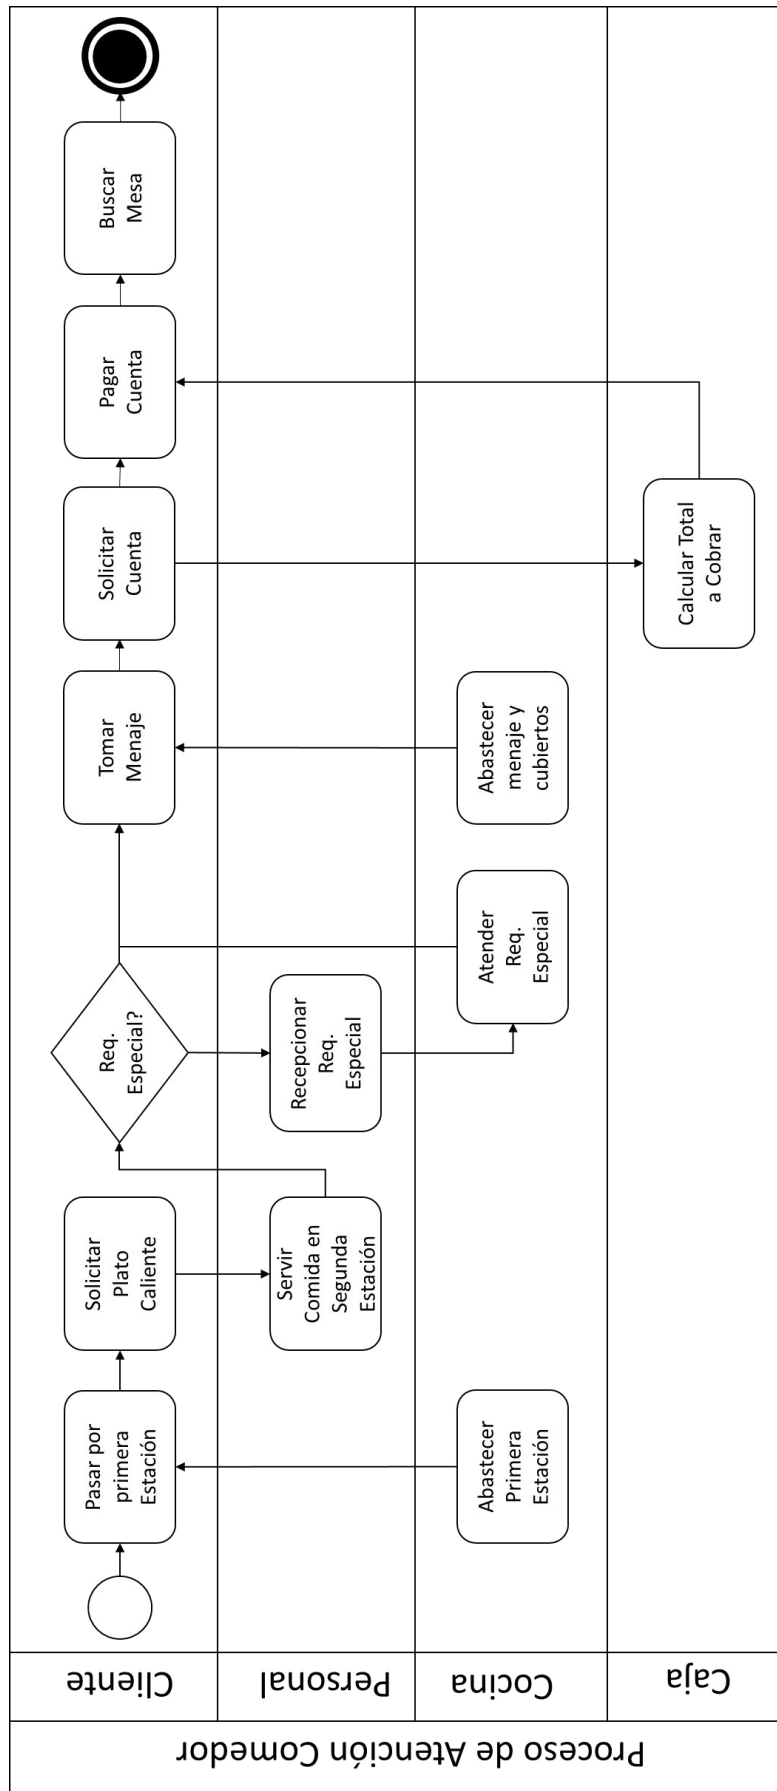 Proceso de Atención Comedor
Cliente
Pasar por
primera
Estación
Solicitar
Plato
Caliente
Req.
Especial?
Tomar
Menaje
Solicitar
Cuenta
Pagar
Cuenta
Buscar
Mesa
Personal
Servir
Comida en
Segunda
Estación
Recepcionar
Req.
Especial
Cocina
Abastecer
Primera
Estación
Atender
Req.
Especial
Abastecer
menaje y
cubiertos
Caja
Calcular Total
a Cobrar